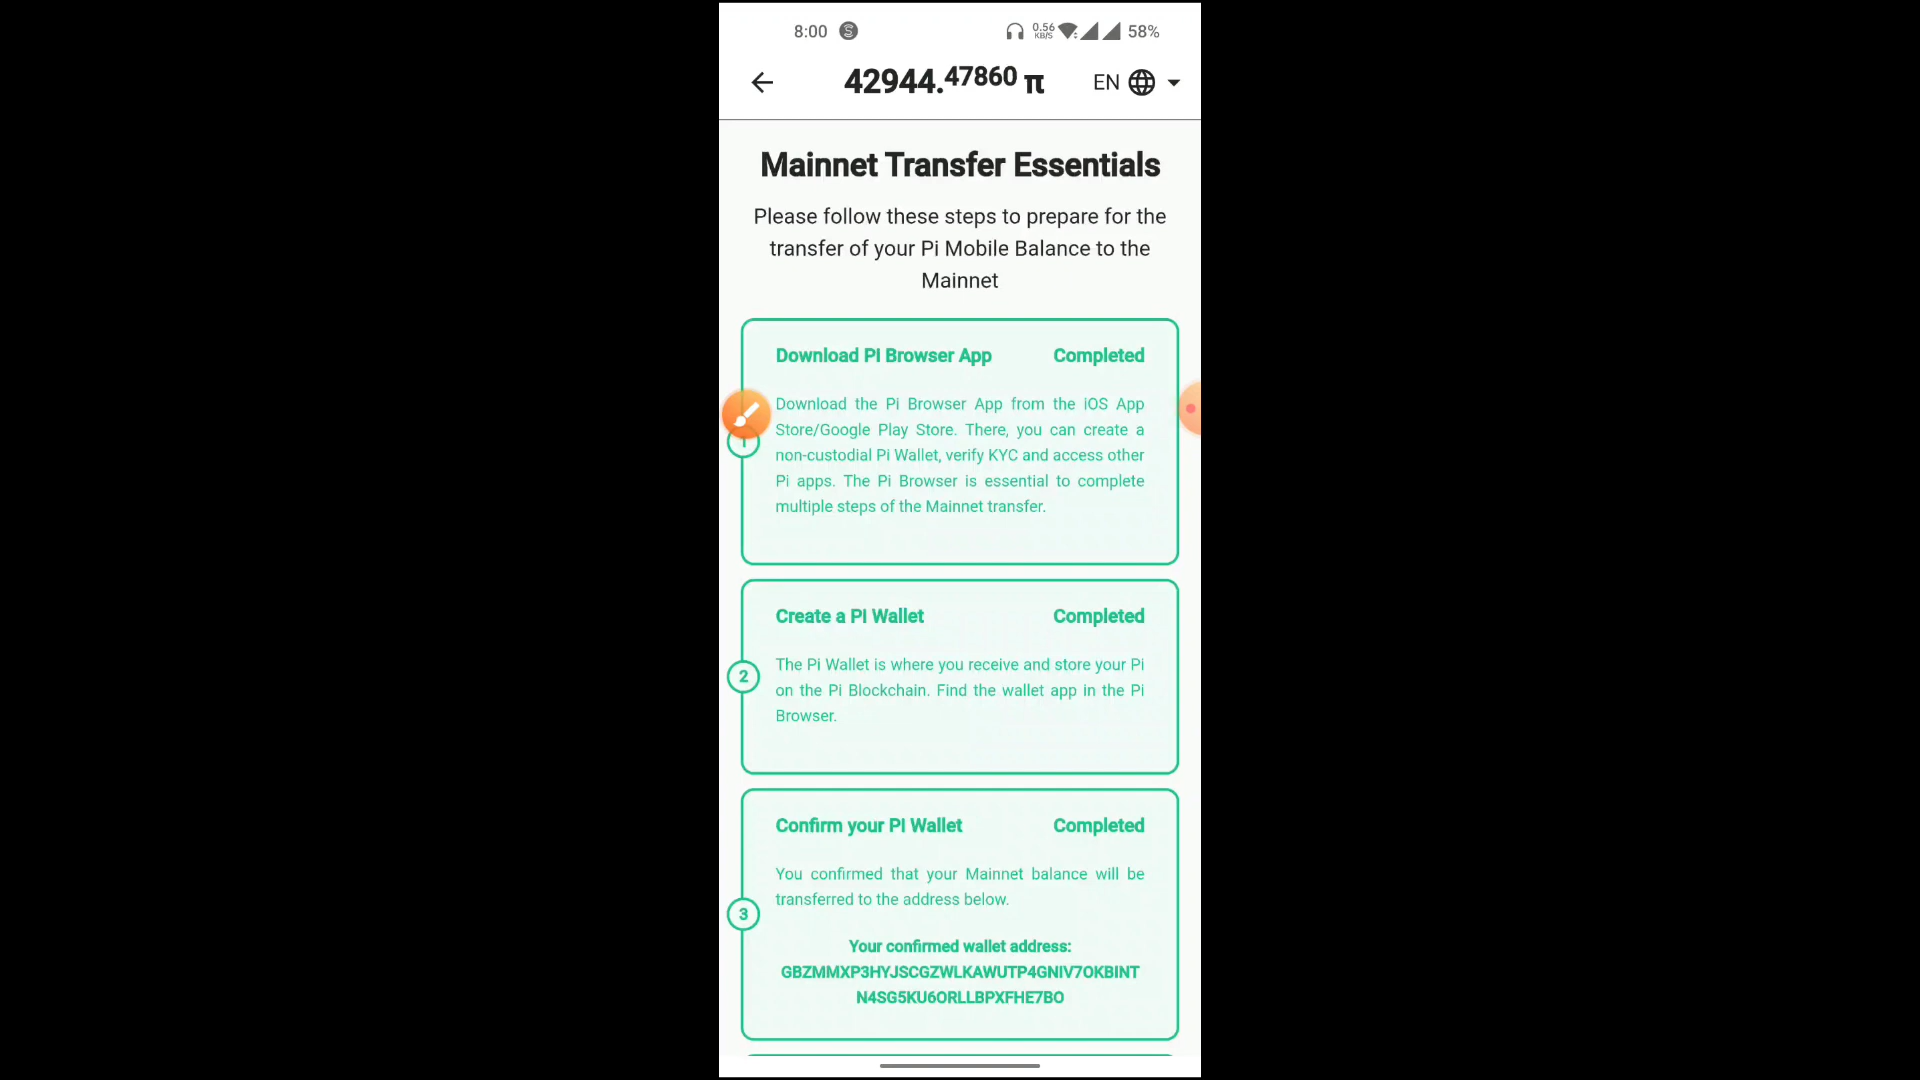 8:00 0.56 KB/S 58%
42944.47860 π EN
Mainnet Transfer Essentials
Please follow these steps to prepare for the
transfer of your Pi Mobile Balance to the
Mainnet
Download PI Browser App Completed
Download the Pi Browser App from the iOS App
Store/Google Play Store. There, you can create a
non-custodial Pi Wallet, verify KYC and access other
Pi apps. The Pi Browser is essential to complete
multiple steps of the Mainnet transfer.
Create a PI Wallet Completed
The Pi Wallet is where you receive and store your Pi
on the Pi Blockchain. Find the wallet app in the Pi
Browser.
2
Confirm your PI Wallet Completed
You confirmed that your Mainnet balance will be
transferred to the address below.
3
Your confirmed wallet address:
GBZMMXP3HYJSCGZWLKAWUTP4GNIV7OKBINT
N4SG5KU6ORLLBPXFHE7BO